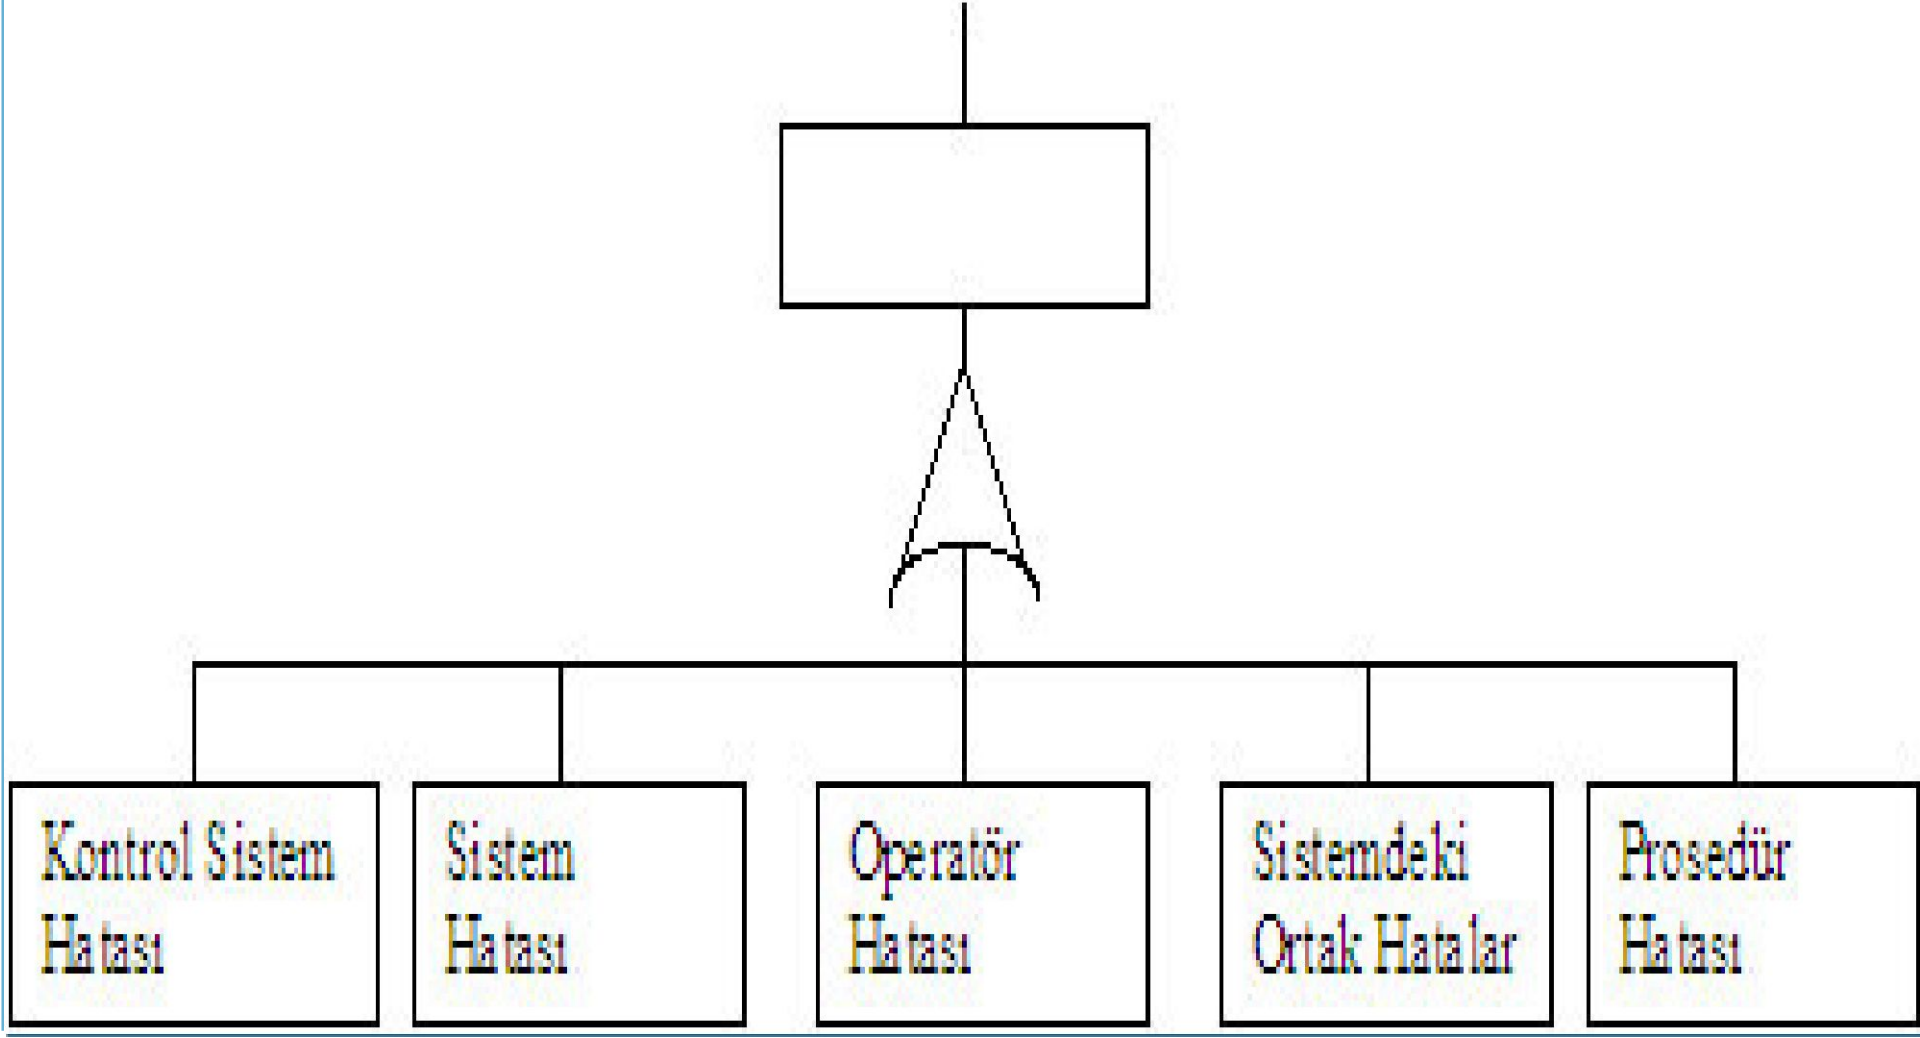 Kontrol Sistem
Hatası
Sistem
Hatası
Operatör
Hatası
Sistemdeki
Ortak Hatalar
Prosedür
Hatası